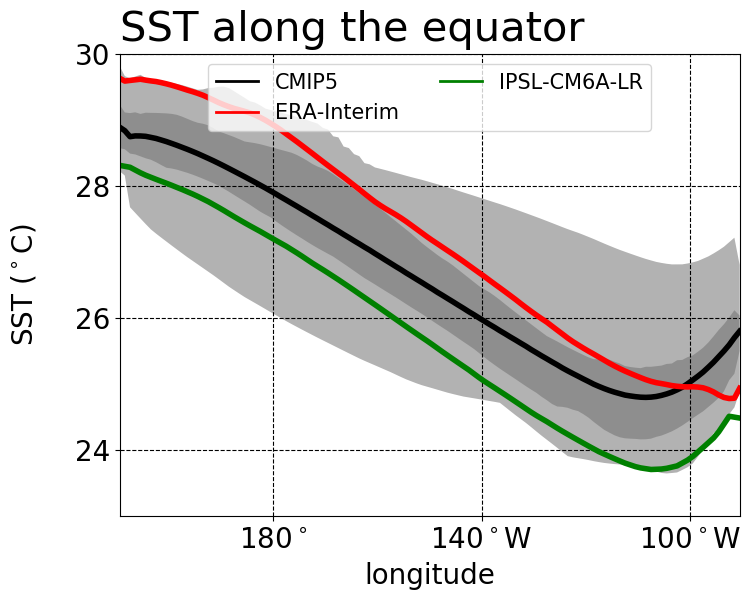 SST along the equator
CMIP5
ERA-Interim
IPSL-CM6A-LR
30
28
26
24
SST (°C)
180°
140°W
100°W
longitude